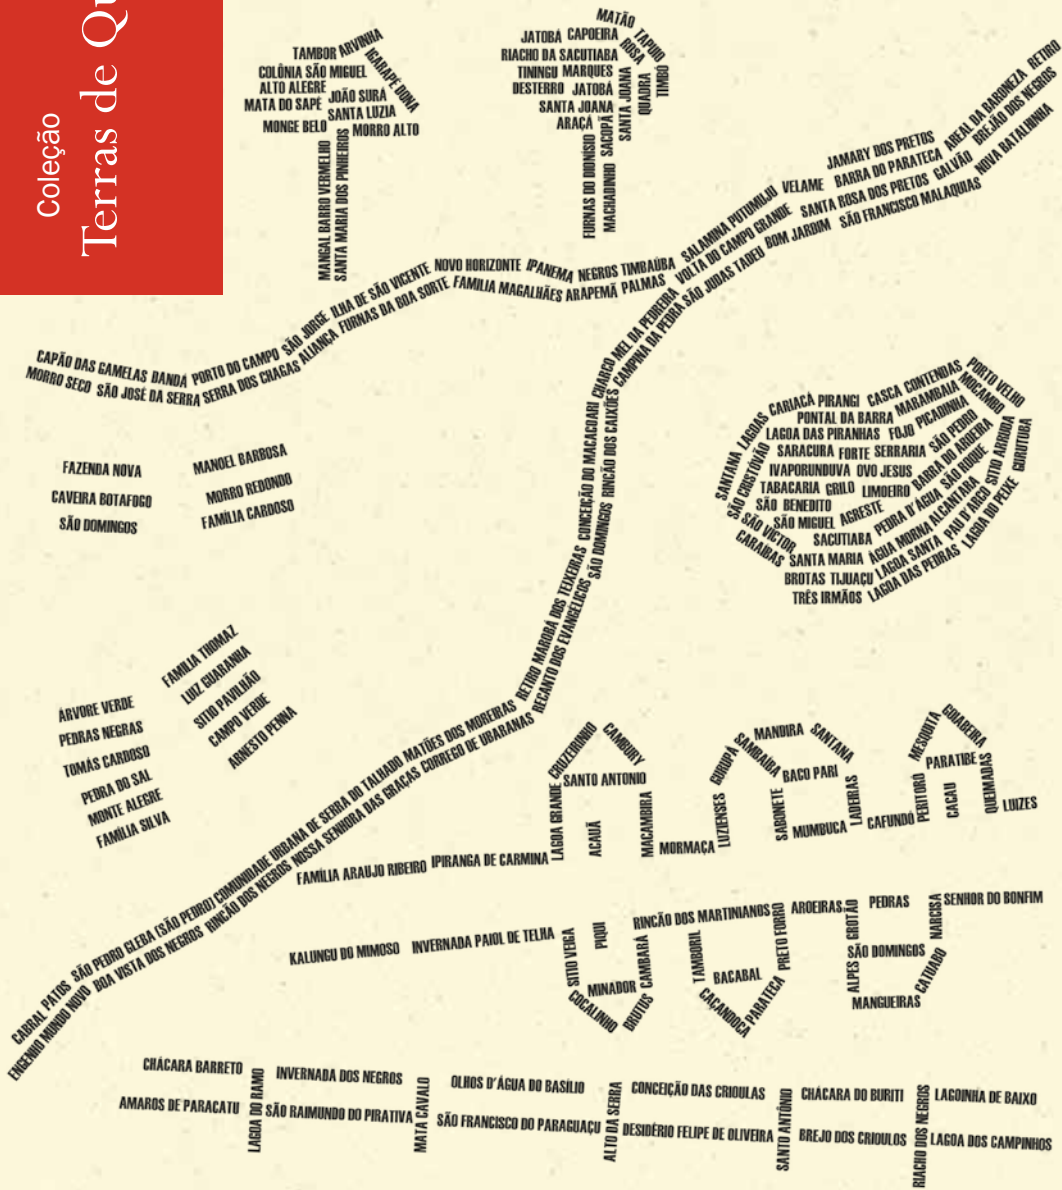 Coleção
Terras de Qu
TAMBOR ARVINHA
IGARAPÉ DONA
COLÔNIA SÃO MIGUEL
ALTO ALEGRE
JOÃO SURÁ
MATA DO SAPÉ
SANTA LUZIA
MONGE BELO
MORRO ALTO
MANGAL BARRO VERMELHO
SANTA MARIA DOS PINHEIROS
MATÃO
TAPUIO
JATOBÁ CAPOEIRA
ROSA
RIACHO DA SACUTIABA
TIMBÓ
TININGU MARQUES
QUADRA
DESTERRO JATOBÁ
SANTA JOANA
SANTA JOANA
ARAÇÁ
SACOPÃ
FURNAS DO DIONÍSIO
MACHADINHO
JAMARY DOS PRETOS
AREAL DA BARONEZA RETIRO
SALAMINA PUTUMUJU VELAME BARRA DO PARATECA
BREJÃO DOS NEGROS
VOLTA DO CAMPO GRANDE SANTA ROSA DOS PRETOS GALVÃO
NOVA BATALHINHA
SÃO JUDAS TADEU BOM JARDIM SÃO FRANCISCO MALAQUIAS
CAPÃO DAS GAMELAS BANDA PORTO DO CAMPO SÃO JORGE ILHA DE SÃO VICENTE NOVO HORIZONTE IPANEMA NEGROS TIMBAÚBA
MORRO SECO SÃO JOSÉ DA SERRA SERRA DOS CHAGAS ALIANÇA FURNAS DA BOA SORTE FAMILIA MAGALHÃES ARAPEMÃ PALMAS
CABRAL PATOS SÃO PEDRO GLEBA (SÃO PEDRO) COMUNIDADE URBANA DE SERRA DO TALHADO MATÕES DOS MOREIRAS RETIRO MAROBÁ DOS TEIXEIRAS CONCEIÇÃO DO MACACOARI CHARCO MEL DA PEDREIRA
ENGENHO MUNDO NOVO BOA VISTA DOS NEGROS RINCÃO DOS NEGROS NOSSA SENHORA DAS GRAÇAS CORREGO DE UBARANAS RECANTO DOS EVANGÉLICOS SÃO DOMINGOS RINCÃO DOS CAIXÕES CAMPINA DA PEDRA
FAZENDA NOVA
CAVEIRA BOTAFOGO
SÃO DOMINGOS
MANOEL BARBOSA
MORRO REDONDO
FAMÍLIA CARDOSO
SANTANA LAGOAS CARIACÁ PIRANGI CASCA CONTENDAS PORTO VELHO
PONTAL DA BARRA MARAMBAIA MOCAMBO
LAGOA DAS PIRANHAS FOJO PICADINHA
SÃO CRISTÓVÃO
SARACURA FORTE SERRARIA SÃO PEDRO
IVAPORUNDUVA OVO JESUS BARRA DO AROEIRA
TABACARIA GRILO LIMOEIRO
SÃO BENEDITO
SÃO MIGUEL AGRESTE PEDRA D'ÁGUA SÃO ROQUE
SÃO VICTOR
SACUTIABA
SITIO ARRUDA
GURUTUBA
CARAIBAS SANTA MARIA ÁGUA MORNA ALCANTARA
BROTAS TIJUAÇU LAGOA SANTA PAU D'ARCO
TRÊS IRMÃOS LAGOA DAS PEDRAS LAGOA DO PEIXE
ÁRVORE VERDE
PEDRAS NEGRAS
TOMÁS CARDOSO
PEDRA DO SAL
MONTE ALEGRE
FAMÍLIA SILVA
FAMILIA THOMAZ
LUIZ GUARANHA
SITIO PAVILHÃO
CAMPO VERDE
ARNESTO PENNA
FAMÍLIA ARAUJO RIBEIRO IPIRANGA DE CARMINA
LAGOA GRANDE
CRUZEIRINHO
CAMBURY
SANTO ANTONIO
ACAUÃ
MACAMBIRA
MORMAÇA
LUZIENSES
GURUPÁ
SAMBAIBA
MANDIRA
SANTANA
BACO PARI
SABONETE
MUMBUCA
LADEIRAS
CAFUNDÓ
PERITORÓ
MESQUITA
GOIABEIRA
PARATIBE
CACAU
QUEIMADAS
LUIZES
KALUNGU DO MIMOSO INVERNADA PAIOL DE TELHA
SITIO VEIGA
PIQUI
MINADOR
COCALINHO
BRUTUS
CAMBARÁ
RINCÃO DOS MARTINIANOS
TAMBORIL
BACABAL
CAÇANDOCA
PARATECA
PRETO FORRO
AROEIRAS
GROTÃO
PEDRAS
NARCISA
SENHOR DO BONFIM
SÃO DOMINGOS
ALPES
CATUABO
MANGUEIRAS
CHÁCARA BARRETO
INVERNADA DOS NEGROS
OLHOS D'ÁGUA DO BASÍLIO
CONCEIÇÃO DAS CRIOULAS
CHÁCARA DO BURITI
LAGOINHA DE BAIXO
LAGOA DO RAMO
MATA CAVALO
ALTO DA SERRA
SANTO ANTÔNIO
RIACHO DOS NEGROS
AMAROS DE PARACATU
SÃO RAIMUNDO DO PIRATIVA
SÃO FRANCISCO DO PARAGUAÇU
DESIDÉRIO FELIPE DE OLIVEIRA
BREJO DOS CRIOULOS
LAGOA DOS CAMPINHOS